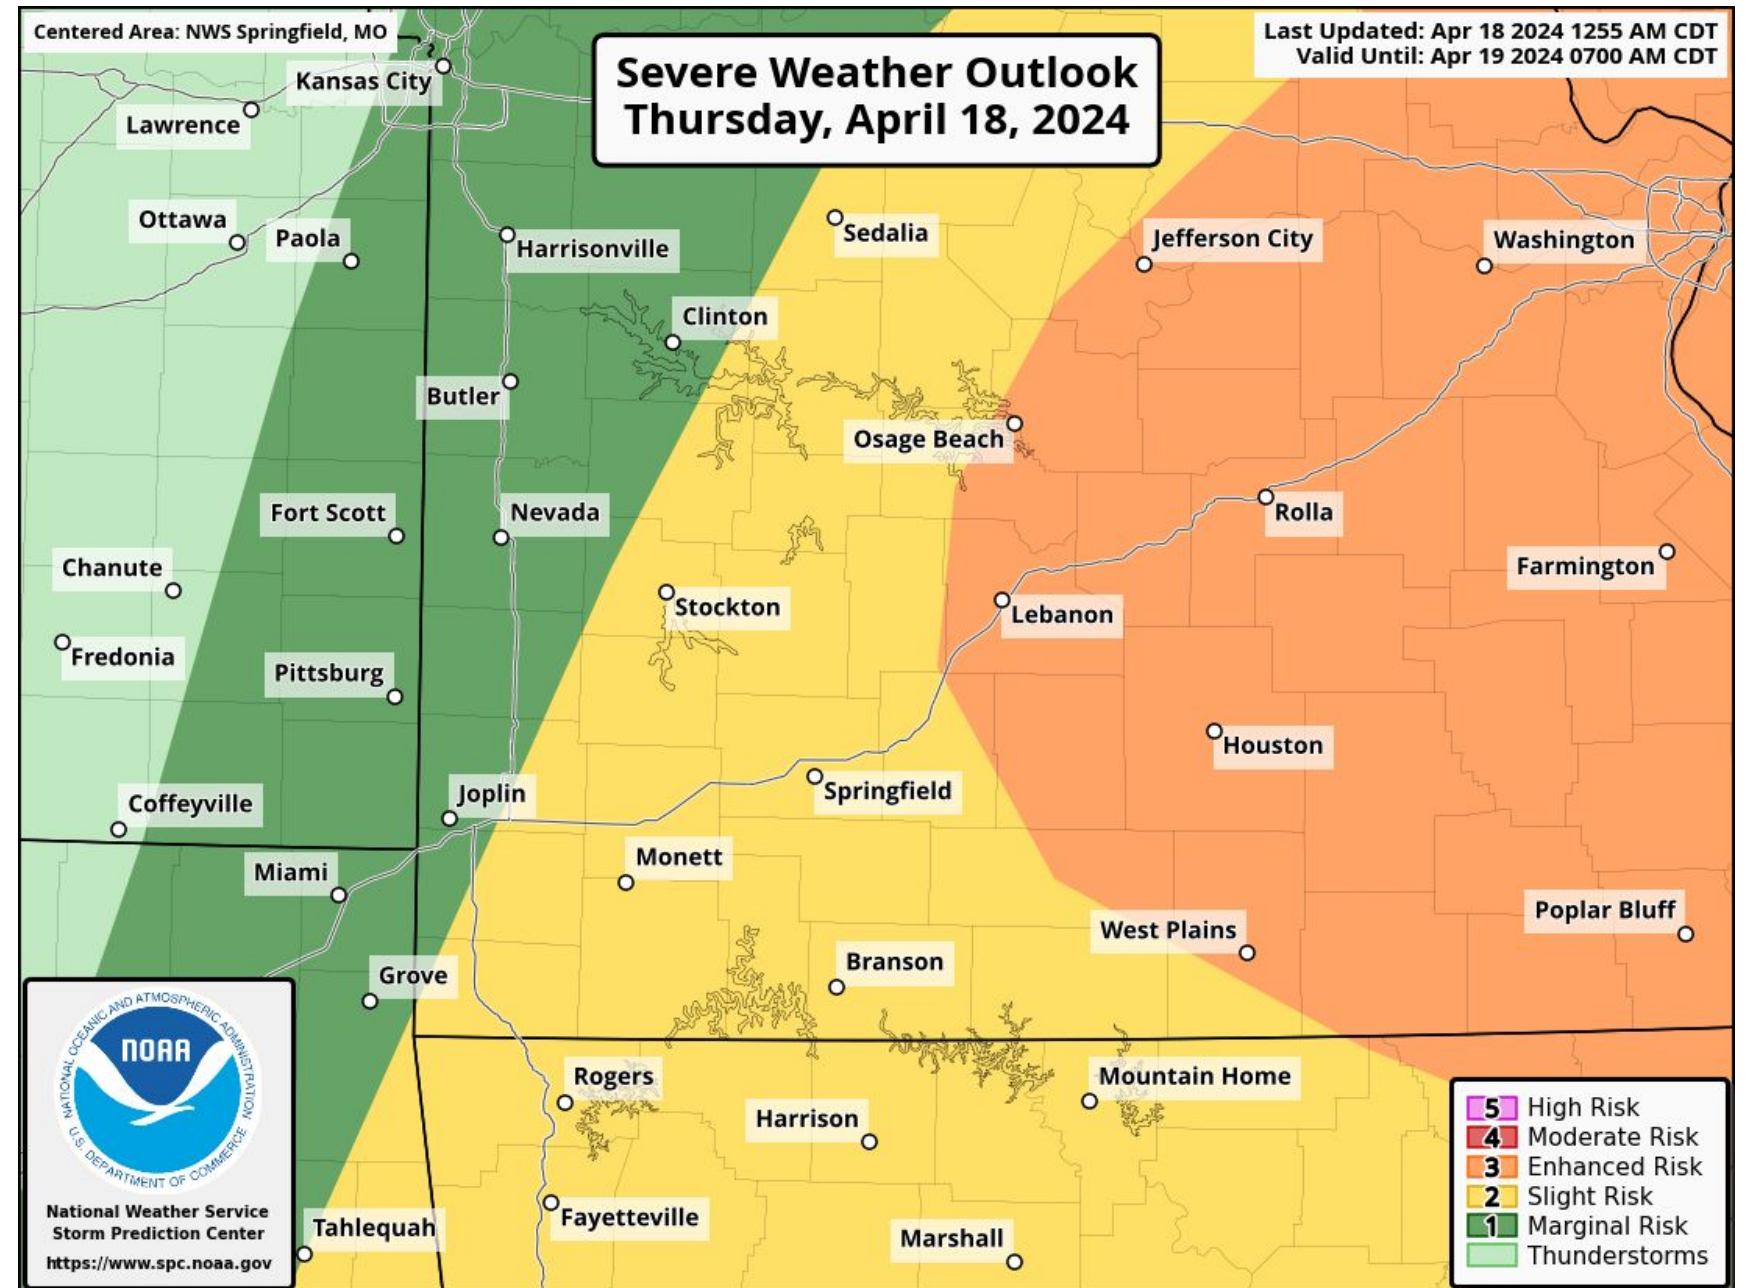 Centered Area: NWS Springfield, MO
Severe Weather Outlook
Thursday, April 18, 2024
Last Updated: Apr 18 2024 1255 AM CDT
Valid Until: Apr 19 2024 0700 AM CDT
Kansas City
Lawrence
Ottawa
Paola
Harrisonville
Sedalia
Jefferson City
Washington
Clinton
Butler
Osage Beach
Fort Scott
Nevada
Rolla
Chanute
Farmington
Stockton
Lebanon
Fredonia
Pittsburg
Houston
Coffeyville
Joplin
Springfield
Miami
Monett
West Plains
Poplar Bluff
Grove
Branson
Rogers
Mountain Home
Harrison
Tahlequah
Fayetteville
Marshall
NATIONAL OCEANIC AND ATMOSPHERIC ADMINISTRATION
NOAA
U.S. DEPARTMENT OF COMMERCE
National Weather Service
Storm Prediction Center
https://www.spc.noaa.gov
5 High Risk
4 Moderate Risk
3 Enhanced Risk
2 Slight Risk
1 Marginal Risk
Thunderstorms